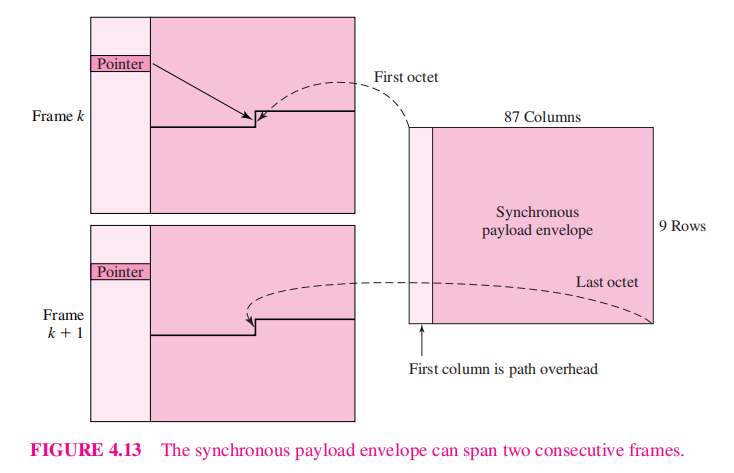 Pointer
First octet
Frame k
87 Columns
Synchronous
payload envelope
9 Rows
Pointer
Last octet
Frame
k + 1
First column is path overhead
FIGURE 4.13 The synchronous payload envelope can span two consecutive frames.